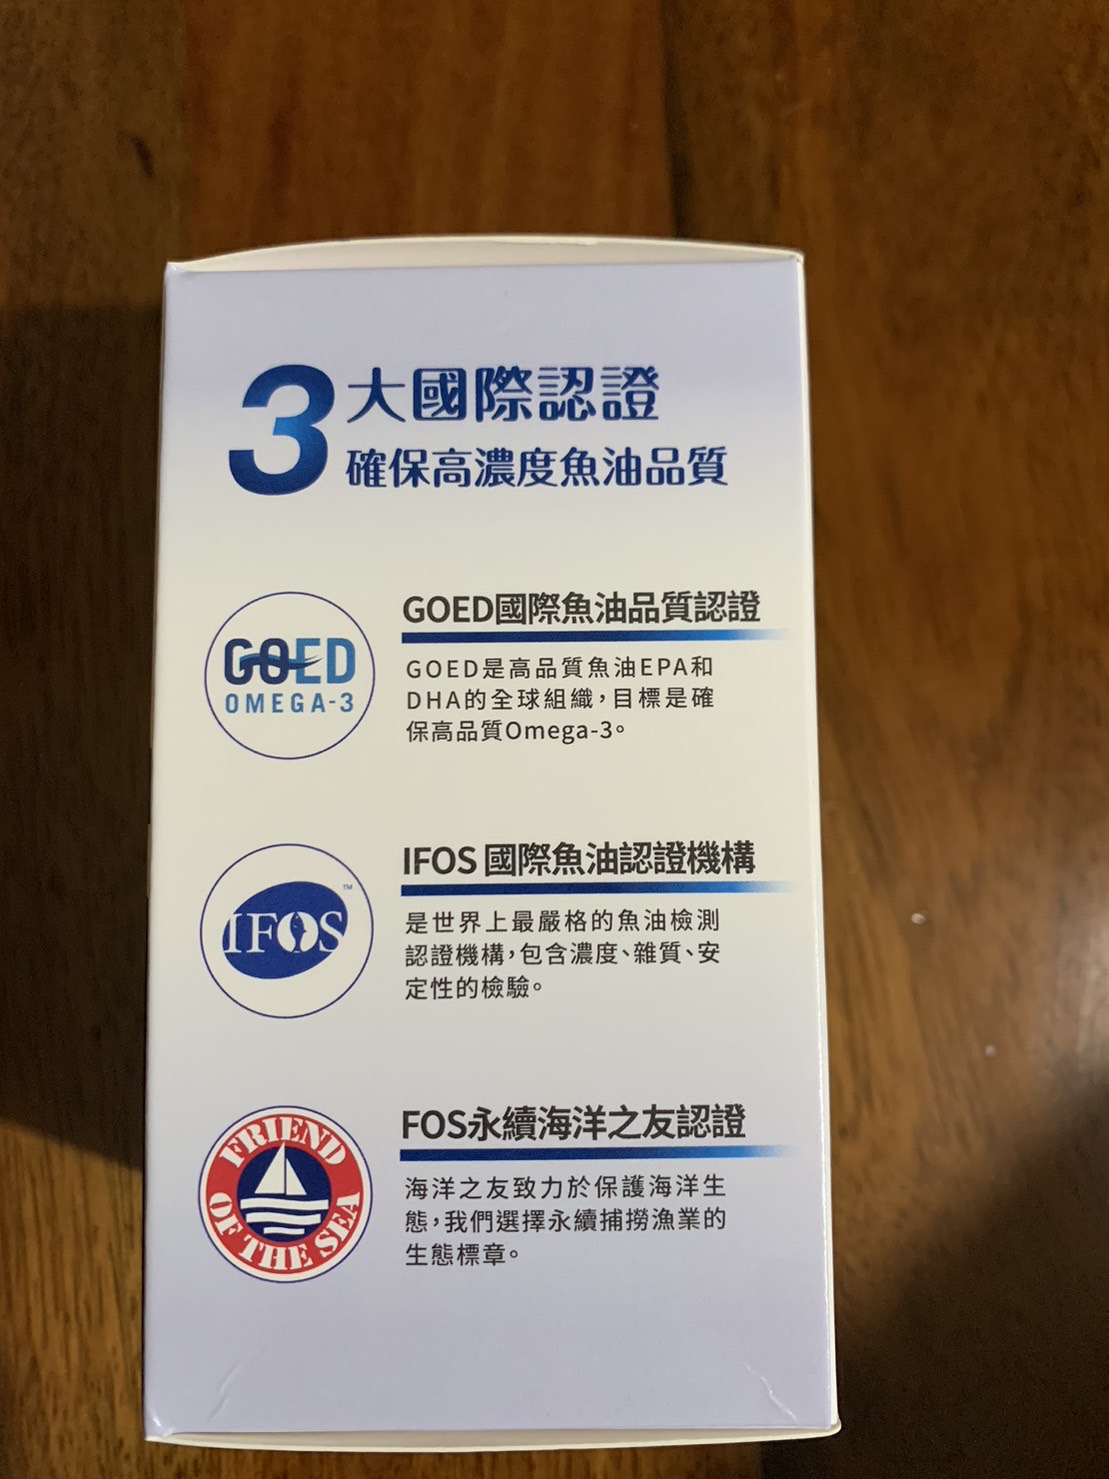 3大國際認證
確保高濃度魚油品質
GOED
OMEGA-3
GOED國際魚油品質認證
GOED是高品質魚油EPA和
DHA的全球組織，目標是確
保高品質Omega-3。
IFOS™
IFOS 國際魚油認證機構
是世界上最嚴格的魚油檢測
認證機構，包含濃度、雜質、安
定性的檢驗。
FRIEND
OF THE SEA
FOS永續海洋之友認證
海洋之友致力於保護海洋生
態，我們選擇永續捕撈漁業的
生態標章。